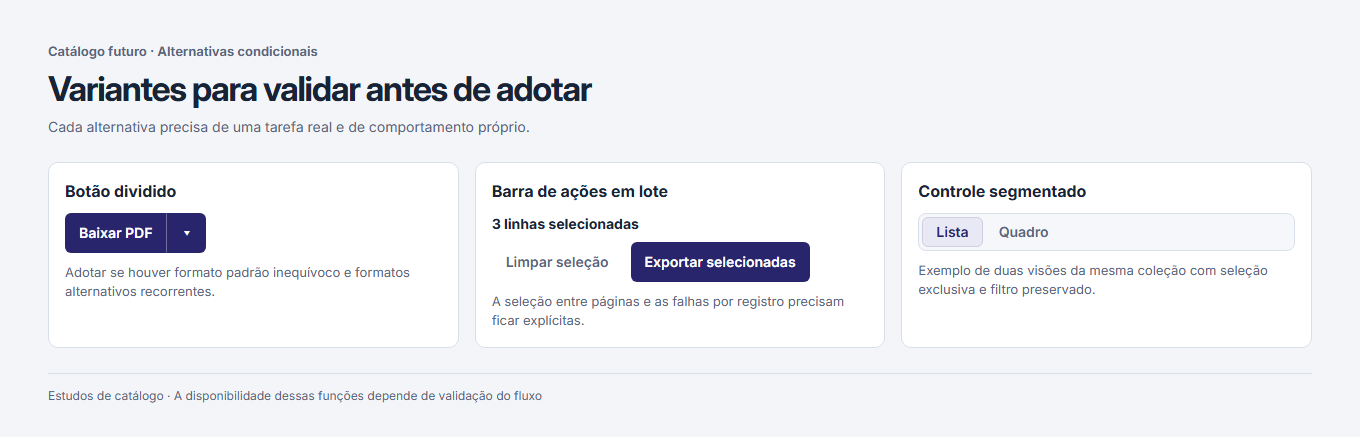 Catálogo futuro · Alternativas condicionais
Variantes para validar antes de adotar
Cada alternativa precisa de uma tarefa real e de comportamento próprio.
Botão dividido
Baixar PDF
Adotar se houver formato padrão inequívoco e formatos
alternativos recorrentes.
Barra de ações em lote
3 linhas selecionadas
Limpar seleção
Exportar selecionadas
A seleção entre páginas e as falhas por registro precisam
ficar explícitas.
Controle segmentado
Lista
Quadro
Exemplo de duas visões da mesma coleção com seleção
exclusiva e filtro preservado.
Estudos de catálogo · A disponibilidade dessas funções depende de validação do fluxo